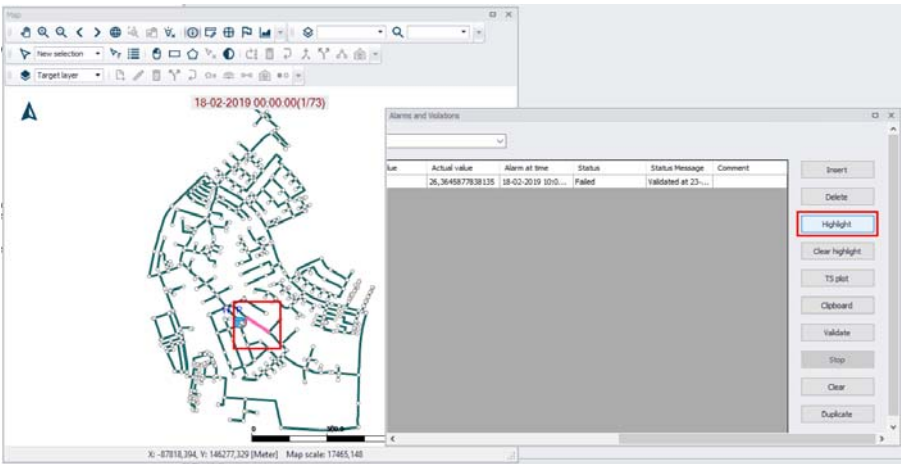 Map
New selection
Target layer
18-02-2019 00:00:00(1/73)
Alarms and Violations
lue Actual value Alarm at time Status Status Message Comment
26,3645877838135 18-02-2019 10:0... Failed Validated at 23-...
Insert
Delete
Highlight
Clear highlight
TS plot
Clipboard
Validate
Stop
Clear
Duplicate
0
X: -87818,394, Y: 146277,329 [Meter] Map scale: 17465,148